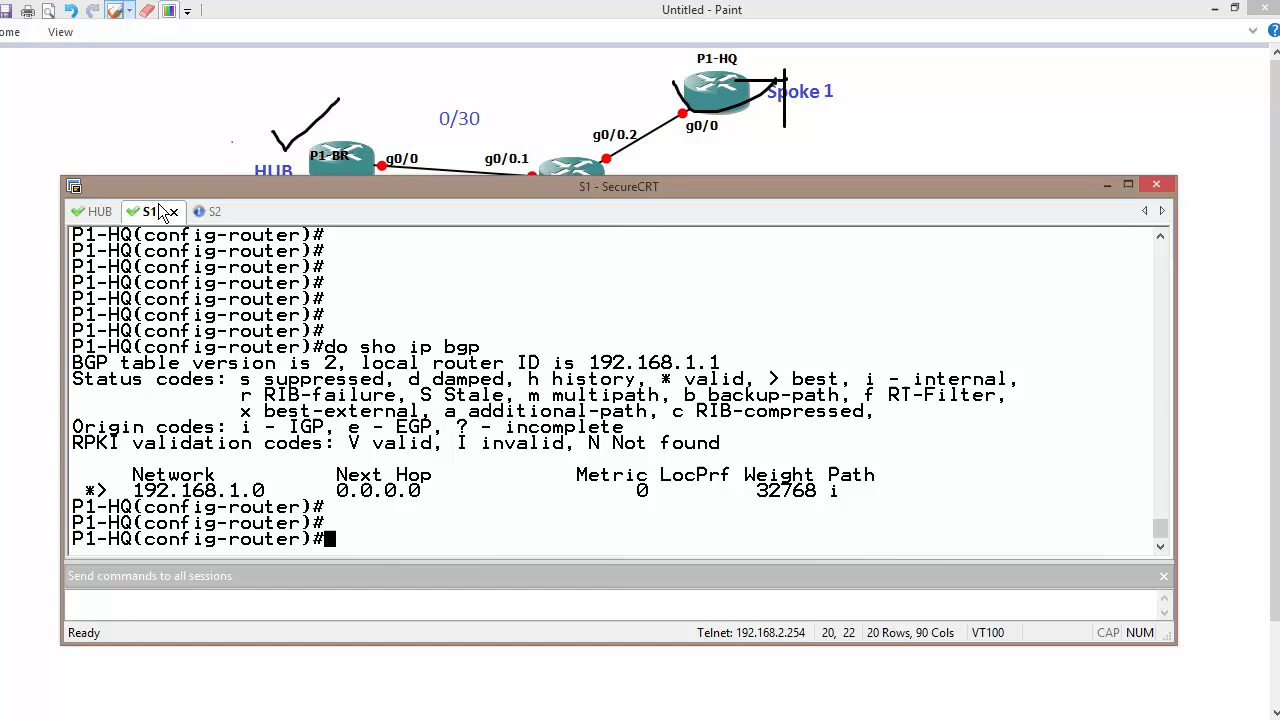 Untitled - Paint
ome View
P1-HQ
Spoke 1
0/30
g0/0
g0/0.2
P1-BR
g0/0
g0/0.1
HUB
S1 - SecureCRT
HUB S1 S2
P1-HQ(config-router)#
P1-HQ(config-router)#
P1-HQ(config-router)#
P1-HQ(config-router)#
P1-HQ(config-router)#
P1-HQ(config-router)#
P1-HQ(config-router)#
P1-HQ(config-router)#do sho ip bgp
BGP table version is 2, local router ID is 192.168.1.1
Status codes: s suppressed, d damped, h history, * valid, > best, i - internal,
r RIB-failure, S Stale, m multipath, b backup-path, f RT-Filter,
x best-external, a additional-path, c RIB-compressed,
Origin codes: i - IGP, e - EGP, ? - incomplete
RPKI validation codes: V valid, I invalid, N Not found
Network Next Hop Metric LocPrf Weight Path
*> 192.168.1.0 0.0.0.0 0 32768 i
P1-HQ(config-router)#
P1-HQ(config-router)#
P1-HQ(config-router)#
Send commands to all sessions
Ready Telnet: 192.168.2.254 20, 22 20 Rows, 90 Cols VT100 CAP NUM